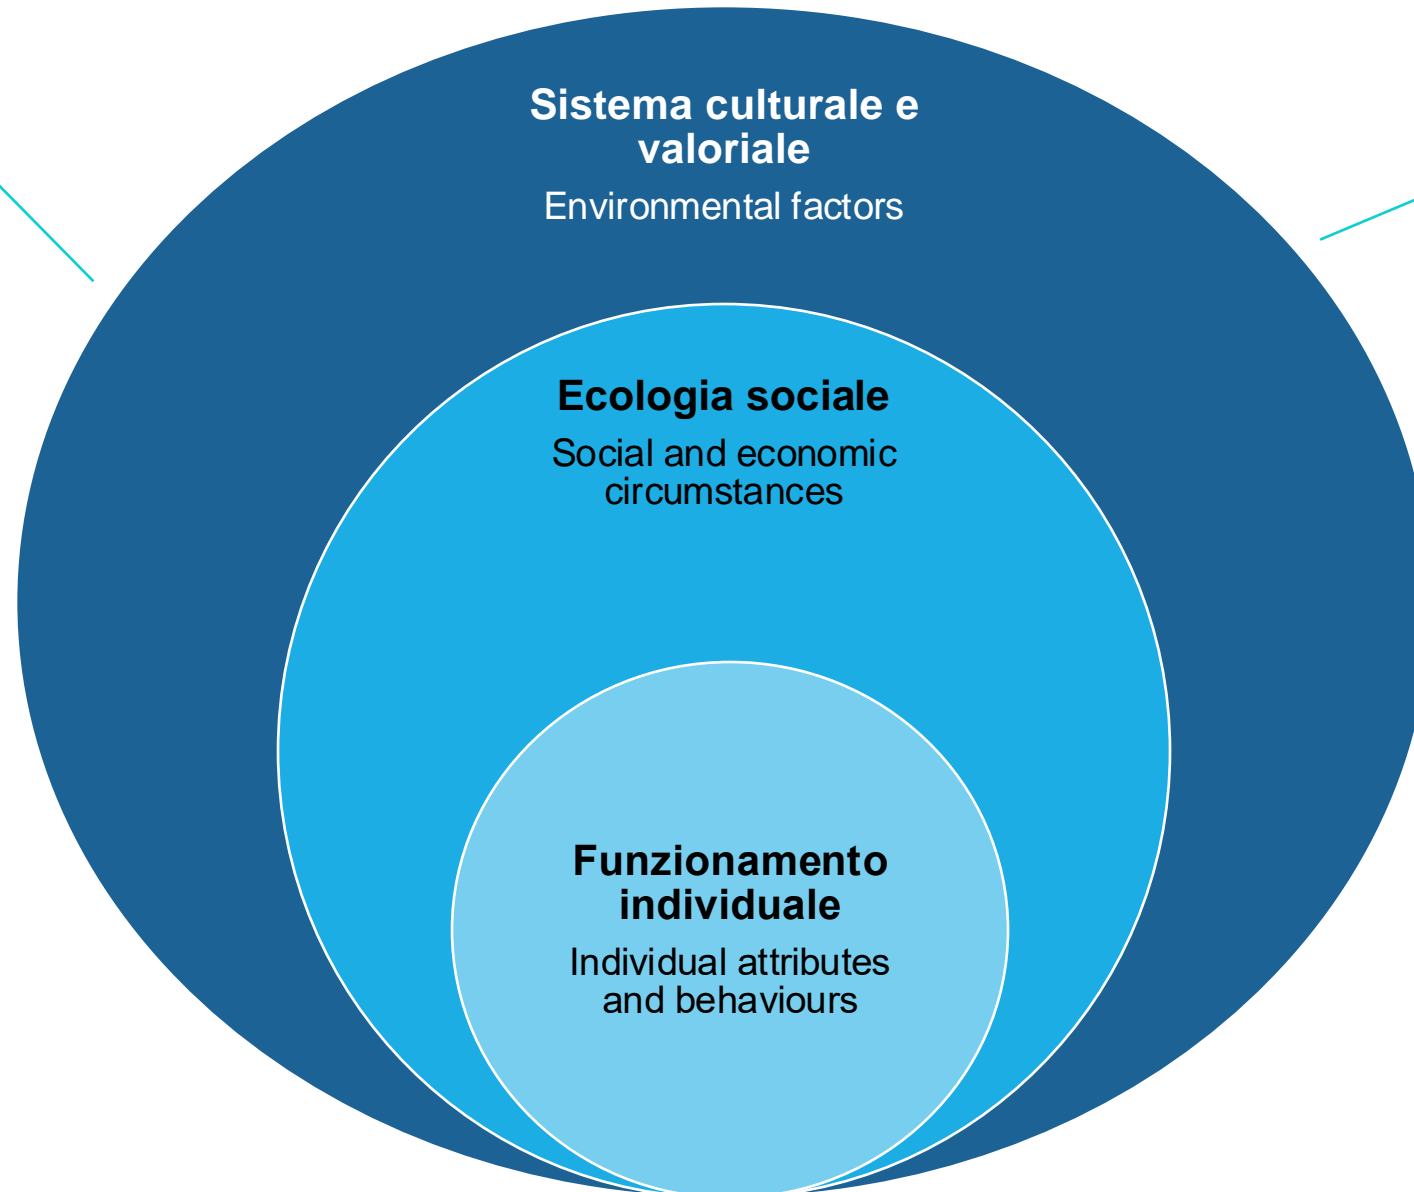 Sistema culturale e
valoriale
Environmental factors
Ecologia sociale
Social and economic
circumstances
Funzionamento
individuale
Individual attributes
and behaviours